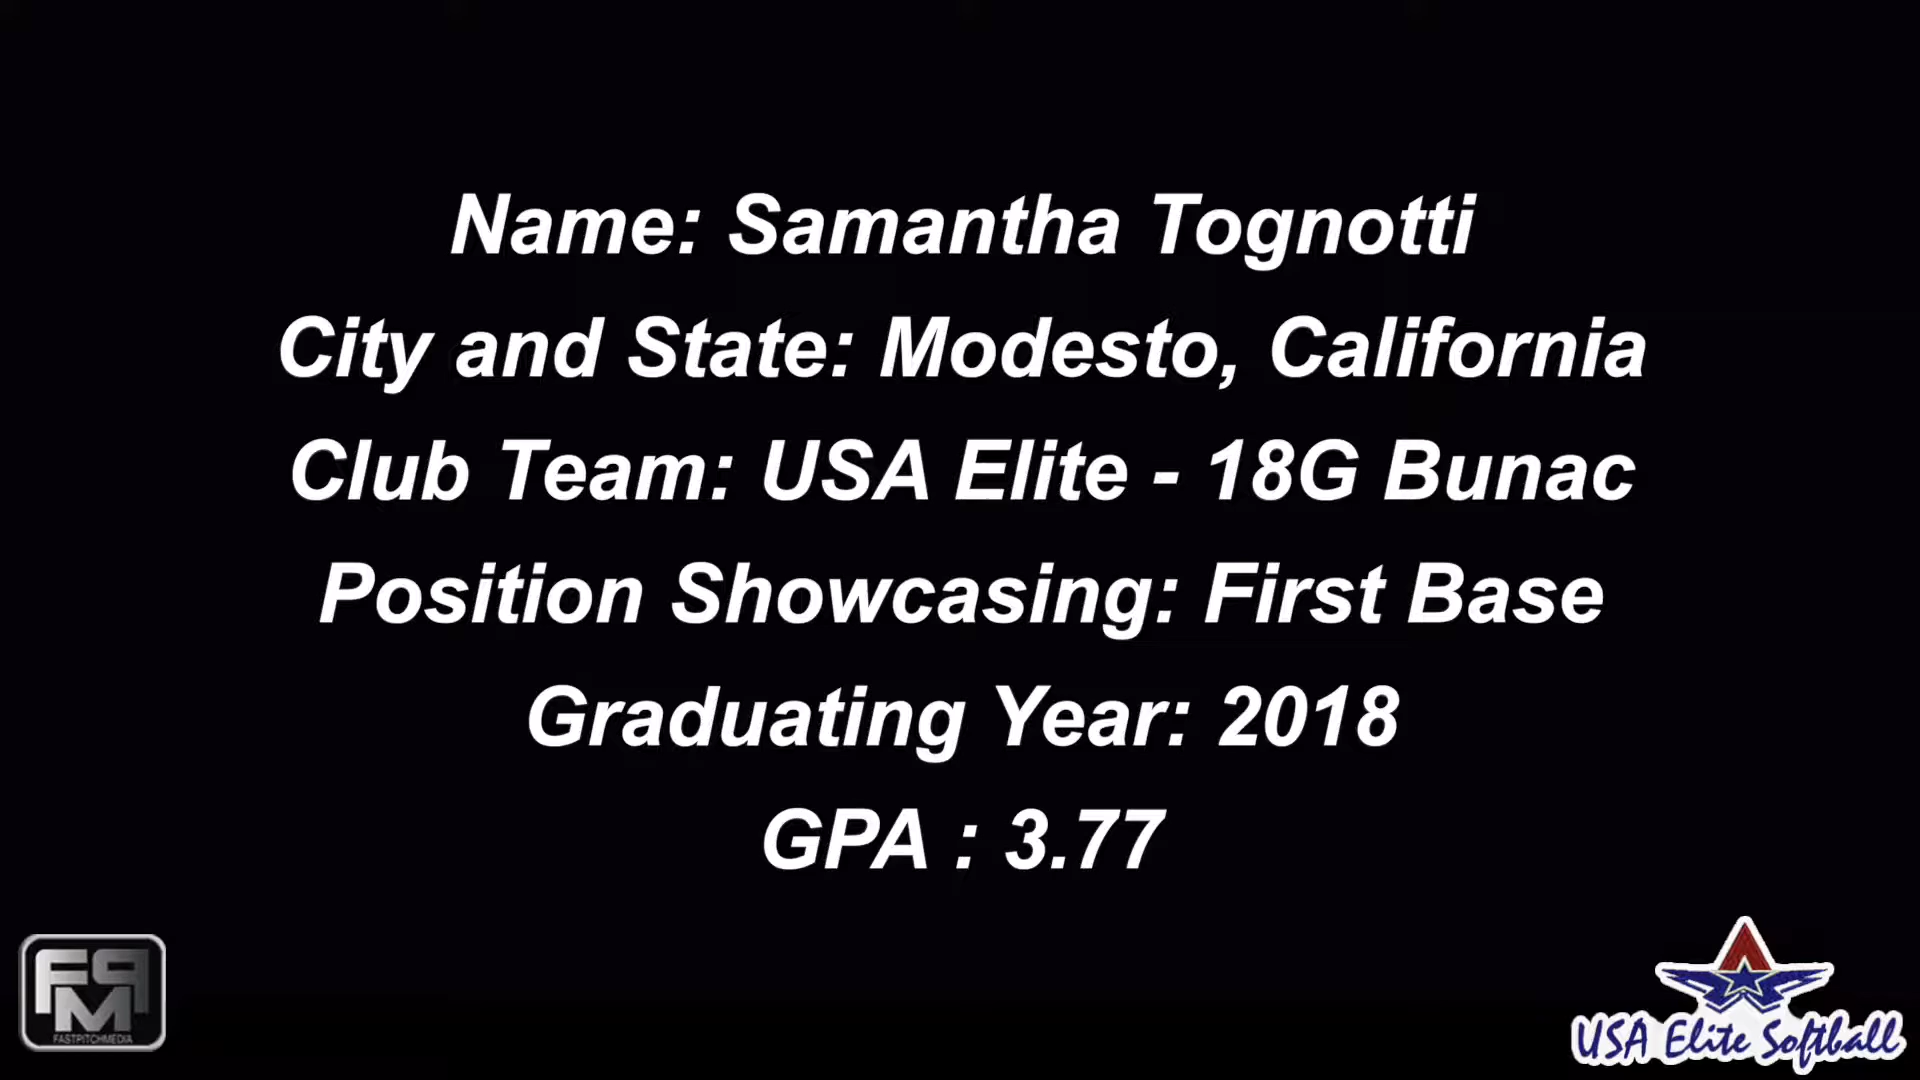 Name: Samantha Tognotti
City and State: Modesto, California
Club Team: USA Elite - 18G Bunac
Position Showcasing: First Base
Graduating Year: 2018
GPA : 3.77
FPM
FASTPITCHMEDIA
USA Elite Softball